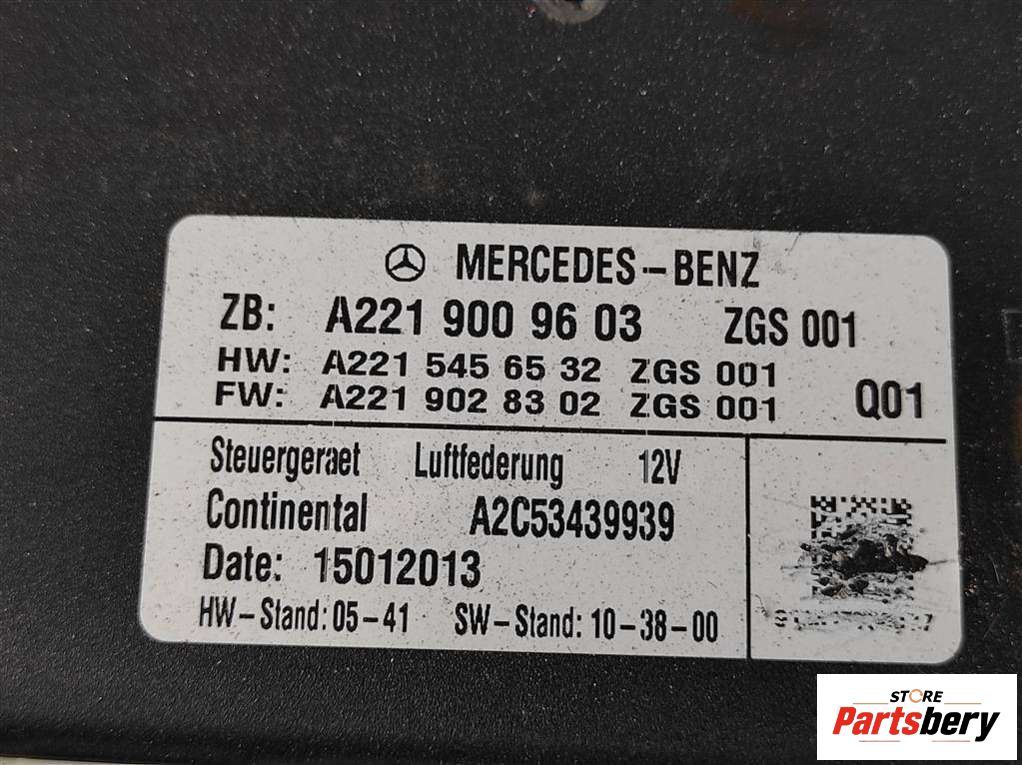 MERCEDES-BENZ
ZB: A221 900 96 03 ZGS 001
HW: A221 545 65 32 ZGS 001
FW: A221 902 83 02 ZGS 001 Q01
Steuergeraet Luftfederung 12V
Continental A2C53439939
Date: 15012013
HW-Stand: 05-41 SW-Stand: 10-38-00
STORE
Partsbery